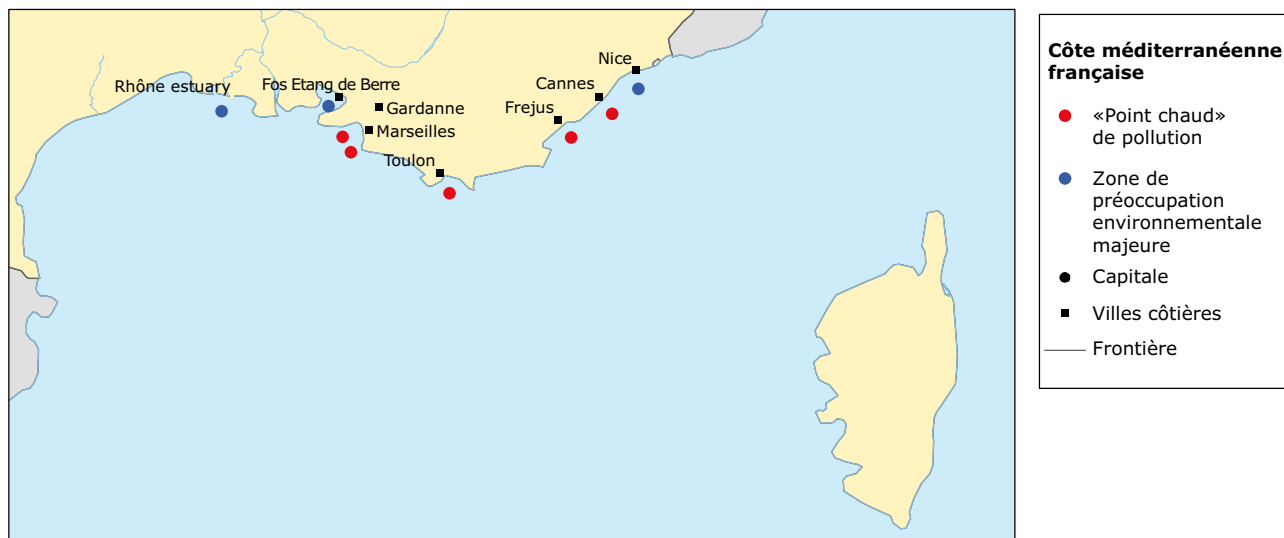 Nice
Rhône estuary
Fos Etang de Berre
Cannes
Gardanne
Frejus
Marseilles
Toulon
Côte méditerranéenne
française
«Point chaud»
de pollution
Zone de
préoccupation
environnementale
majeure
Capitale
Villes côtières
Frontière